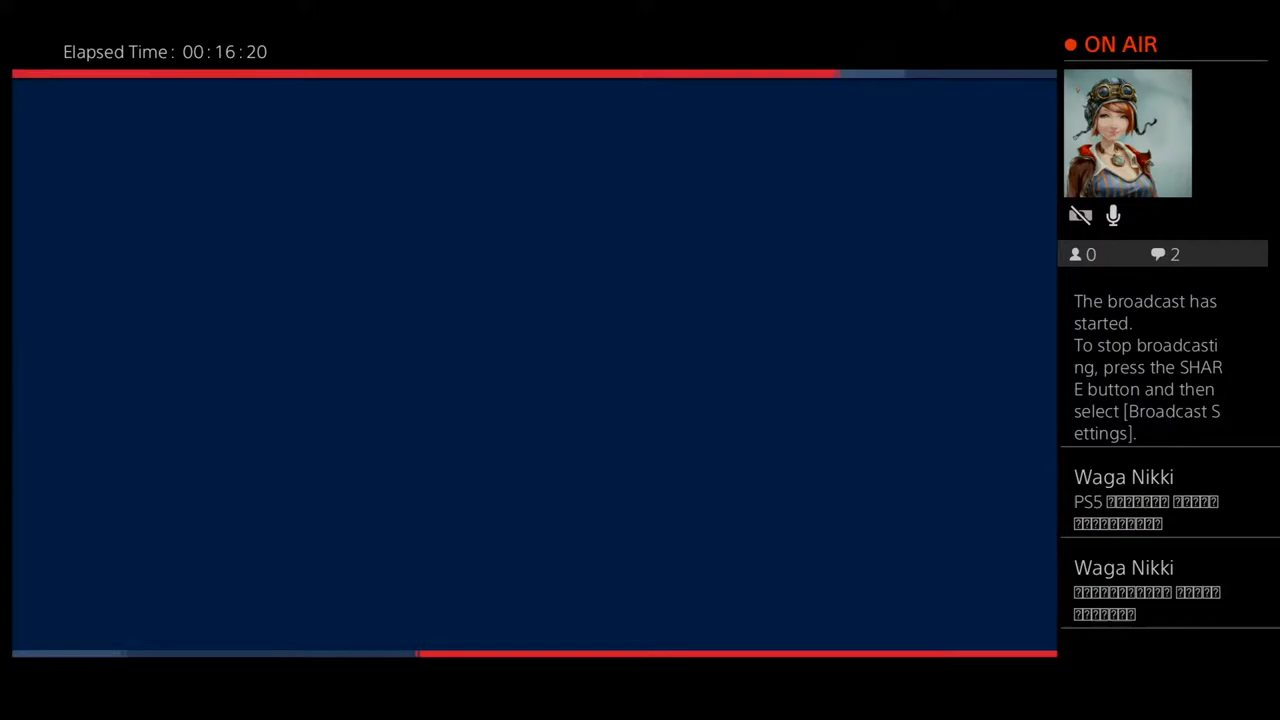 Elapsed Time: 00:16:20
ON AIR
0 2
The broadcast has
started.
To stop broadcasti
ng, press the SHAR
E button and then
select [Broadcast S
ettings].
Waga Nikki
PS5
Waga Nikki